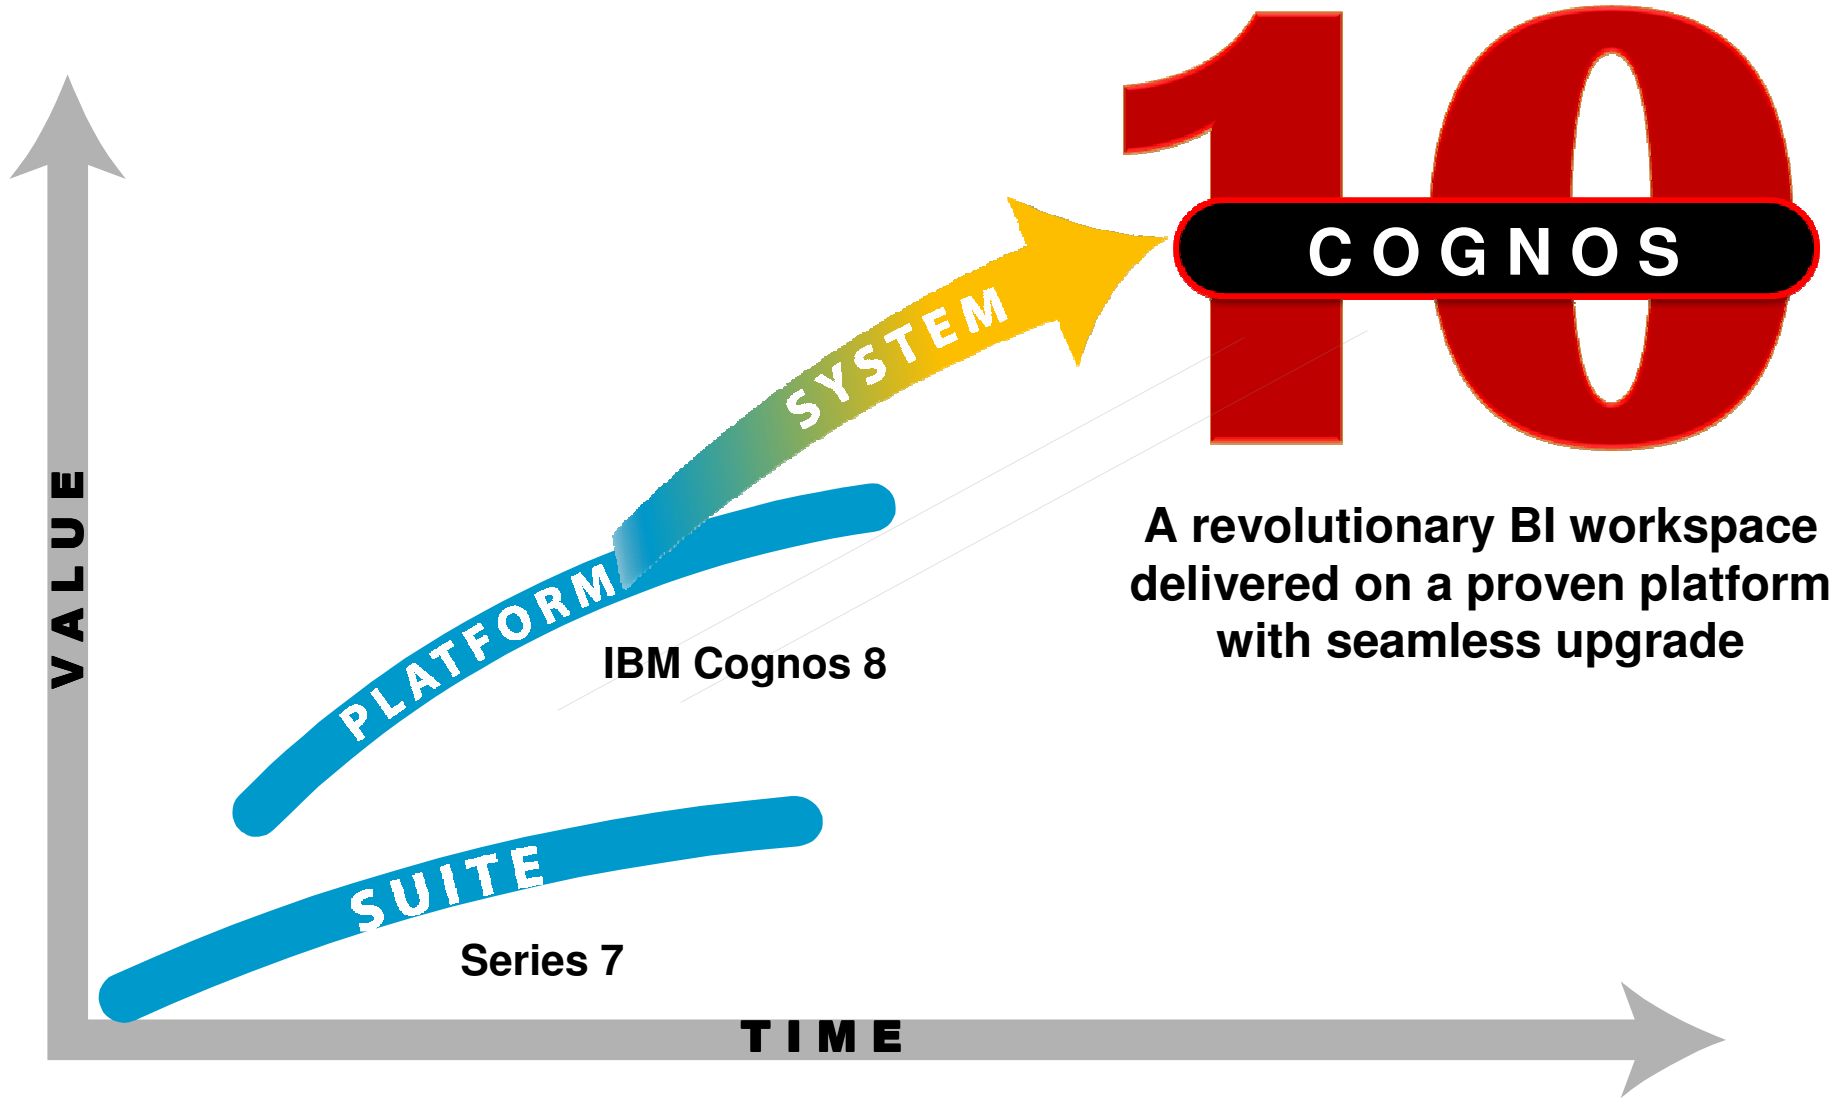 10
COGNOS
SYSTEM
A revolutionary BI workspace
delivered on a proven platform
with seamless upgrade
PLATFORM
IBM Cognos 8
VALUE
SUITE
Series 7
TIME